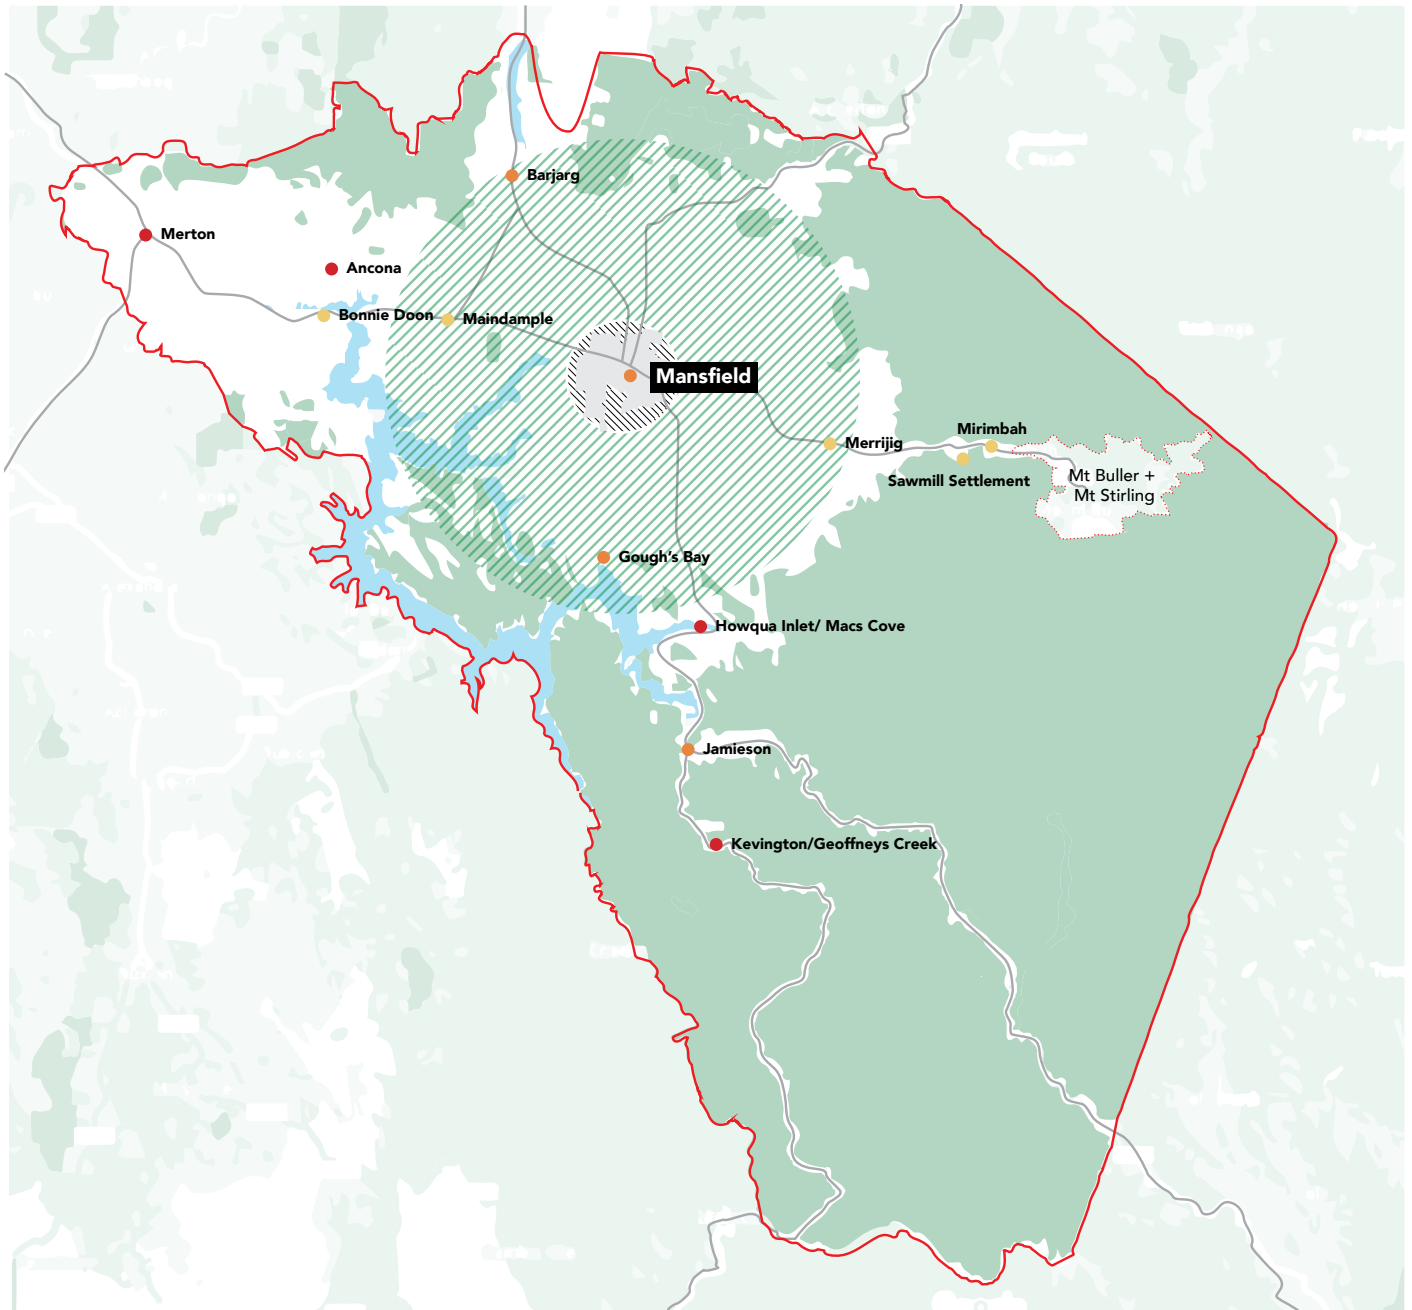 Barjarg
Merton
Ancona
Bonnie Doon
Maindample
Mansfield
Mirimbah
Merrijig
Sawmill Settlement
Mt Buller +
Mt Stirling
Gough's Bay
Howqua Inlet/ Macs Cove
Jamieson
Kevington/Geoffneys Creek